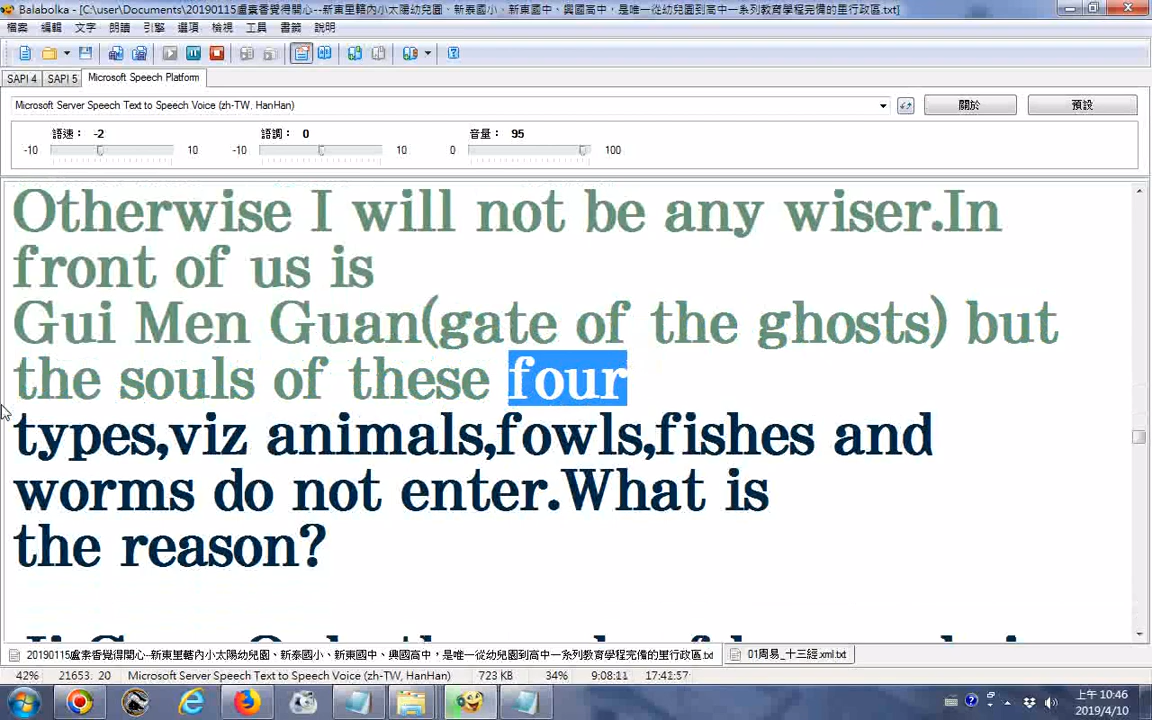 Balabolka - [C:\user\Documents\20190115盧素香覺得開心--新東里轄內小太陽幼兒園、新泰國小、新東國中、興國高中，是唯一從幼兒園到高中一系列教育學程完備的里行政區.txt]
檔案 編輯 文字 朗讀 引擎 選項 檢視 工具 書籤 說明
SAPI 4 SAPI 5 Microsoft Speech Platform
Microsoft Server Speech Text to Speech Voice (zh-TW, HanHan) 關於 預設
語速： -2 語調： 0 音量： 95
-10 10 -10 10 0 100
Otherwise I will not be any wiser.In
front of us is
Gui Men Guan(gate of the ghosts) but
the souls of these four
types,viz animals,fowls,fishes and
worms do not enter.What is
the reason?
20190115盧素香覺得開心--新東里轄內小太陽幼兒園、新泰國小、新東國中、興國高中，是唯一從幼兒園到高中一系列教育學程完備的里行政區.txt 01周易_十三經.xml.txt
42% 21653. 20 Microsoft Server Speech Text to Speech Voice (zh-TW, HanHan) 723 KB 34% 9:08:11 17:42:57
上午 10:46
2019/4/10